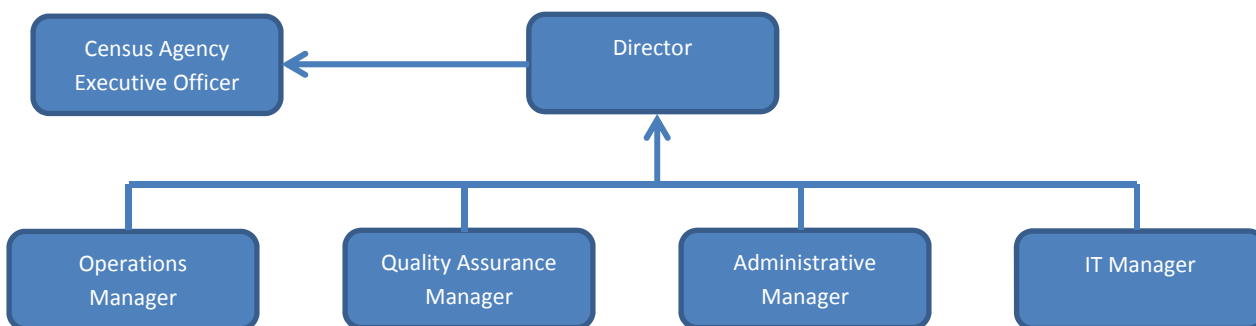 Census Agency
Executive Officer
Director
Operations
Manager
Quality Assurance
Manager
Administrative
Manager
IT Manager